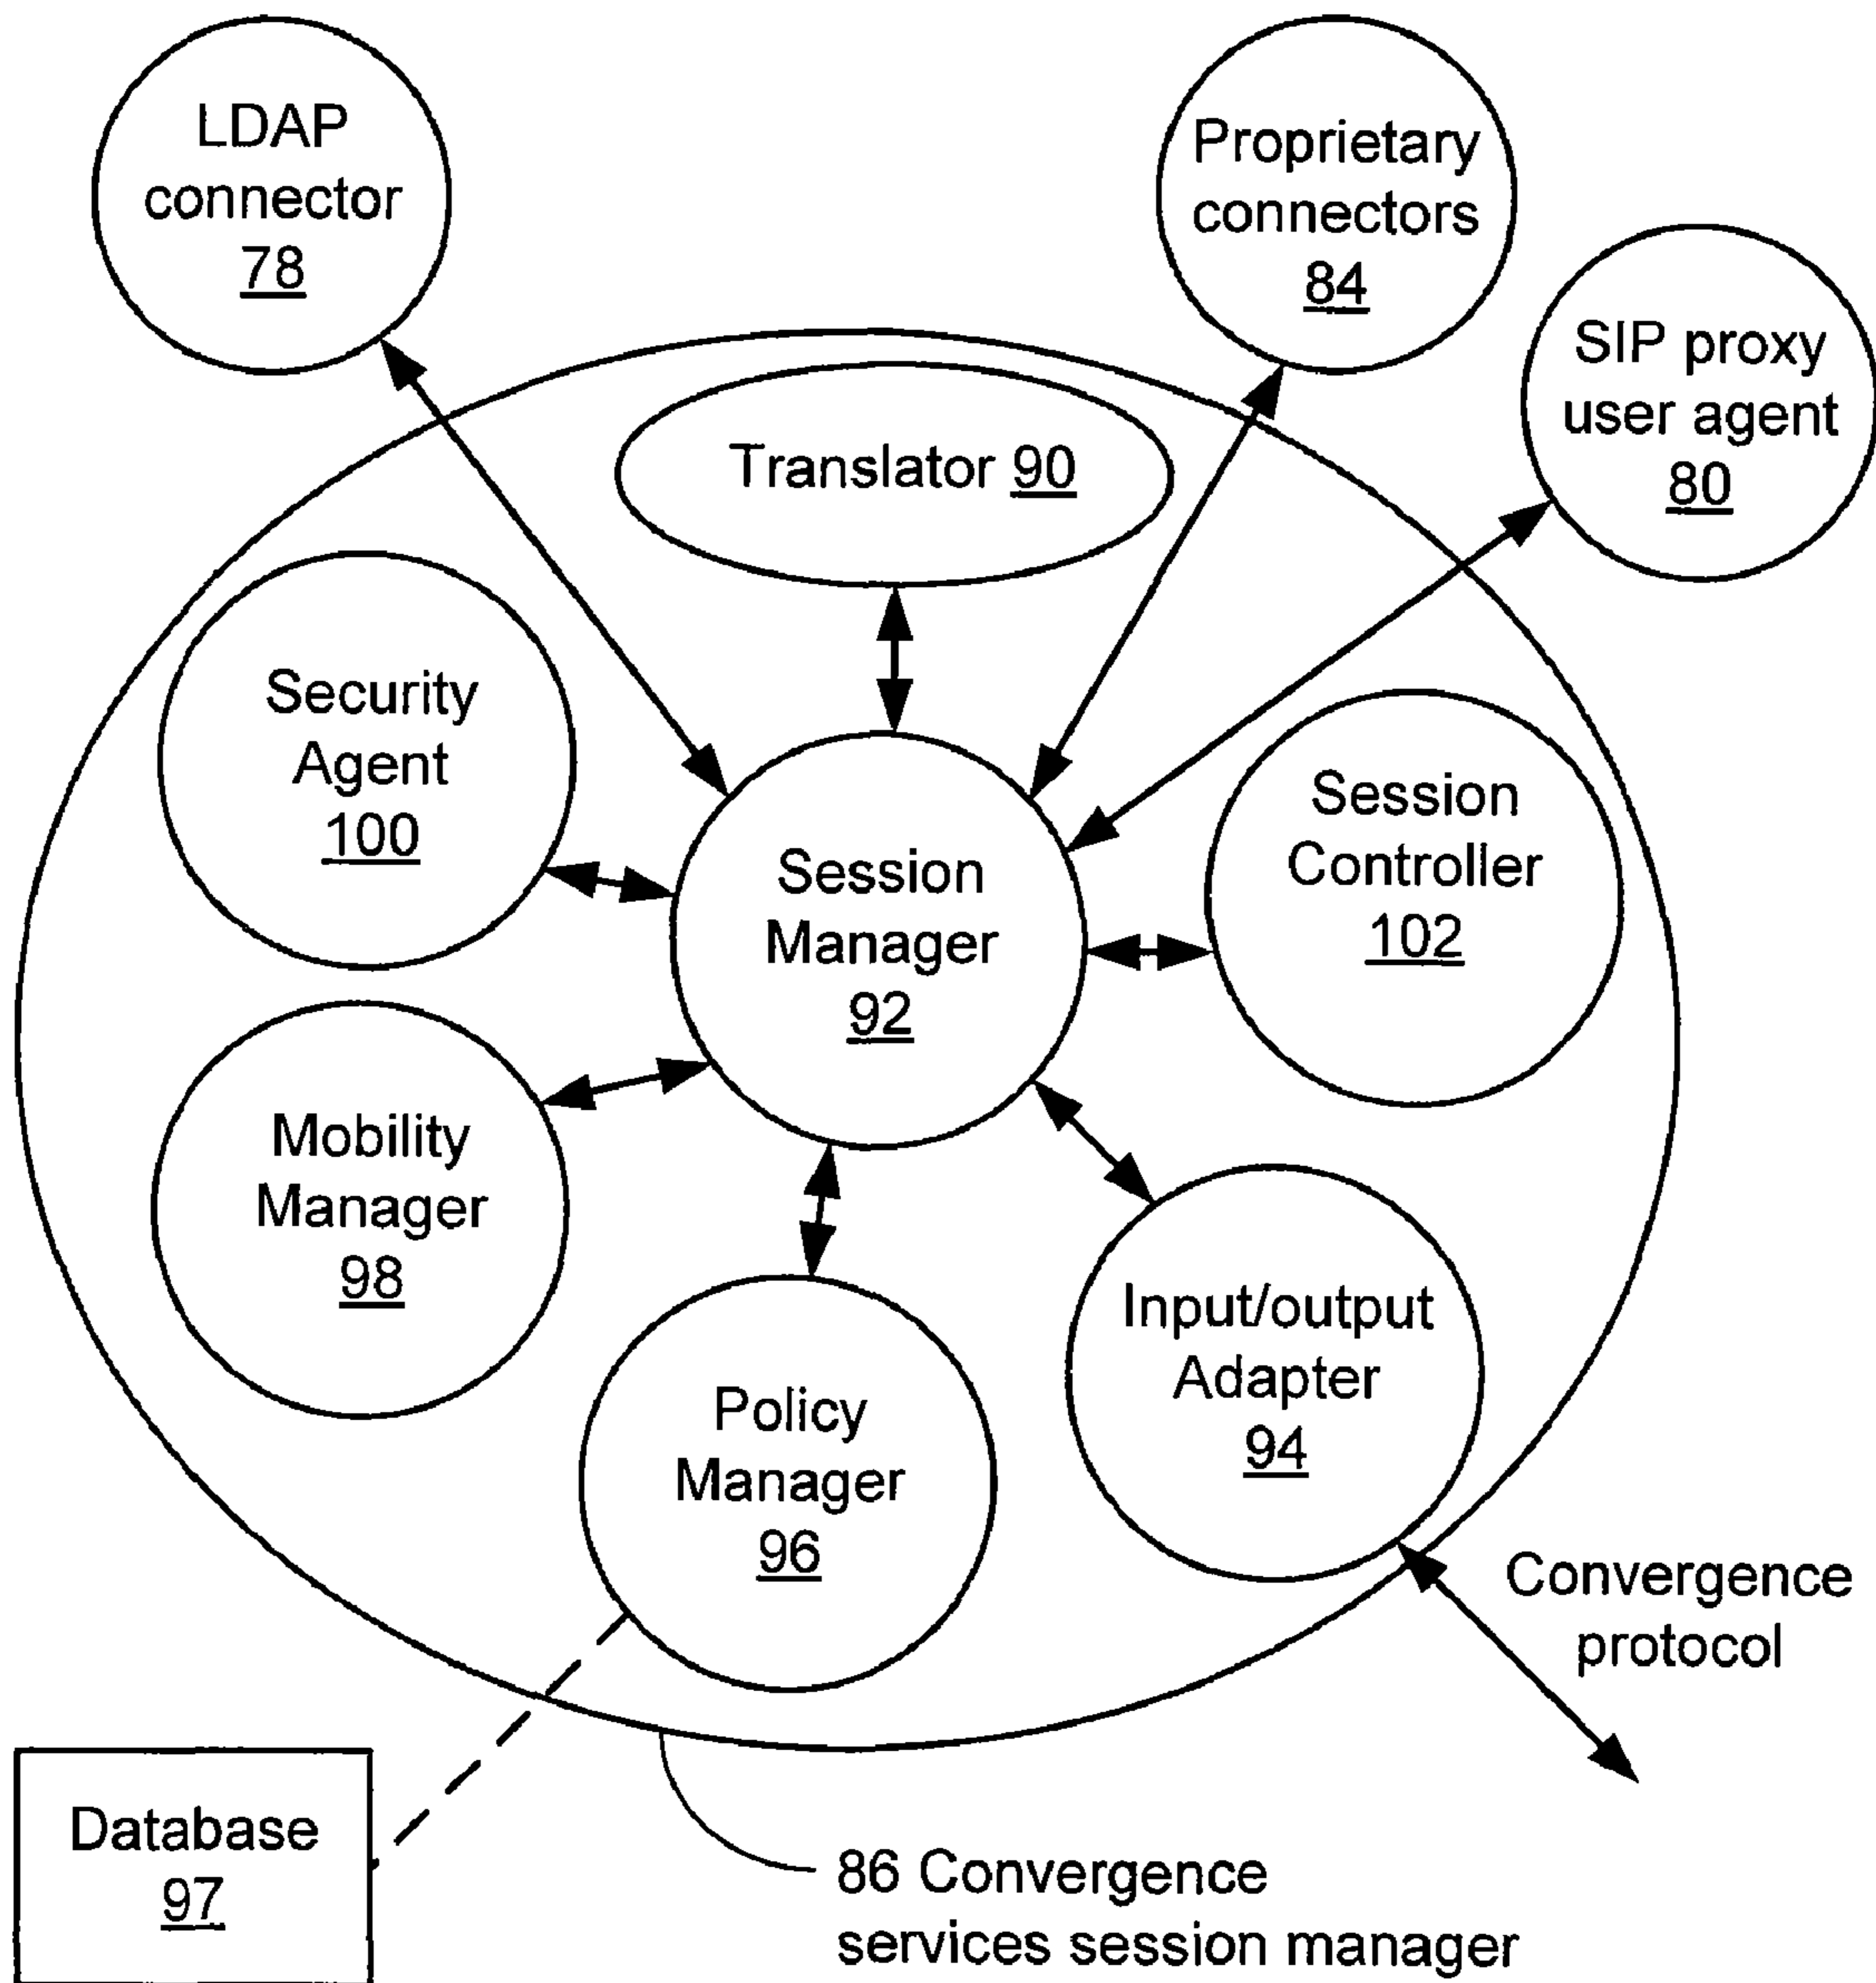 LDAP
connector
78
Proprietary
connectors
84
SIP proxy
user agent
80
Translator 90
Security
Agent
100
Session
Manager
92
Session
Controller
102
Mobility
Manager
98
Input/output
Adapter
94
Policy
Manager
96
Convergence
protocol
Database
97
86 Convergence
services session manager